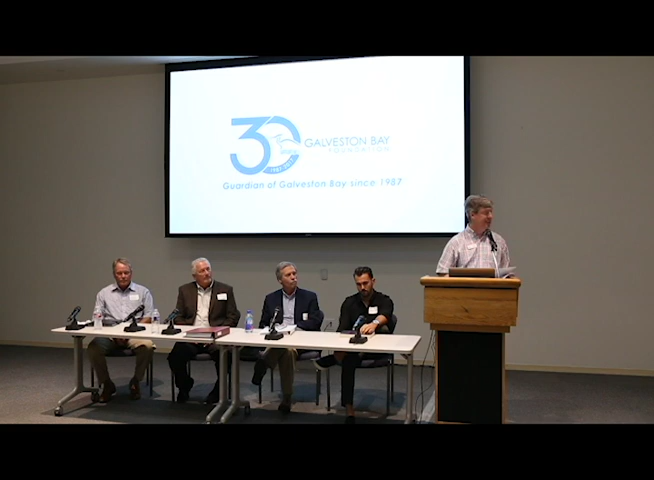 30
GALVESTON BAY
FOUNDATION
Guardian of Galveston Bay since 1987